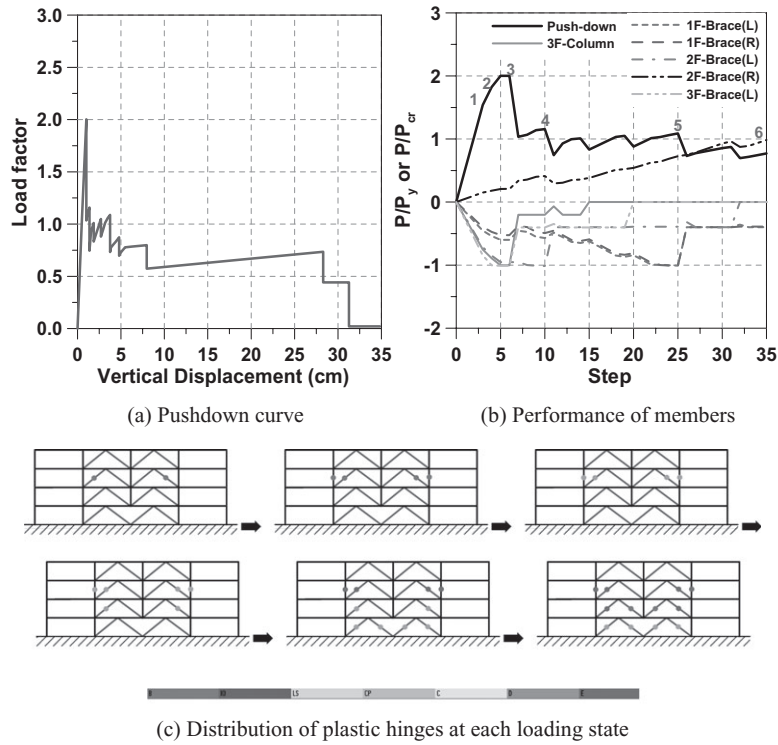 3.0
2.5
2.0
1.5
1.0
0.5
0.0
Load factor
0 5 10 15 20 25 30 35
Vertical Displacement (cm)
(a) Pushdown curve
3
2
1
0
-1
-2
P/Py or P/Pcr
Push-down
3F-Column
1F-Brace(L)
1F-Brace(R)
2F-Brace(L)
2F-Brace(R)
3F-Brace(L)
1
2
3
4
5
6
0 5 10 15 20 25 30 35
Step
(b) Performance of members
LS CP C D E
(c) Distribution of plastic hinges at each loading state